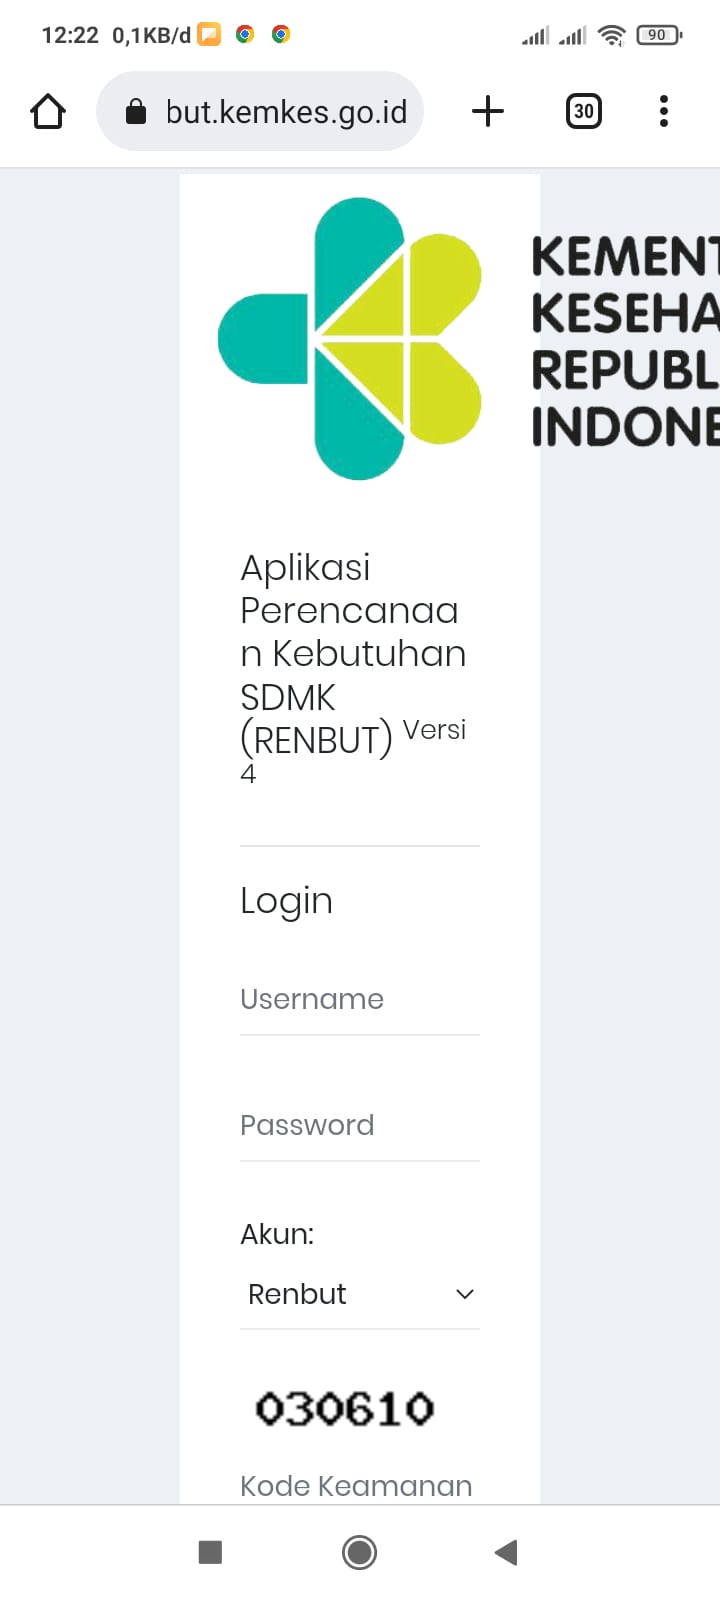 12:22 0,1KB/d 90
but.kemkes.go.id 30
KEMENT
KESEHA
REPUBL
INDONE
Aplikasi
Perencanaa
n Kebutuhan
SDMK
(RENBUT) Versi
4
Login
Username
Password
Akun:
Renbut
030610
Kode Keamanan